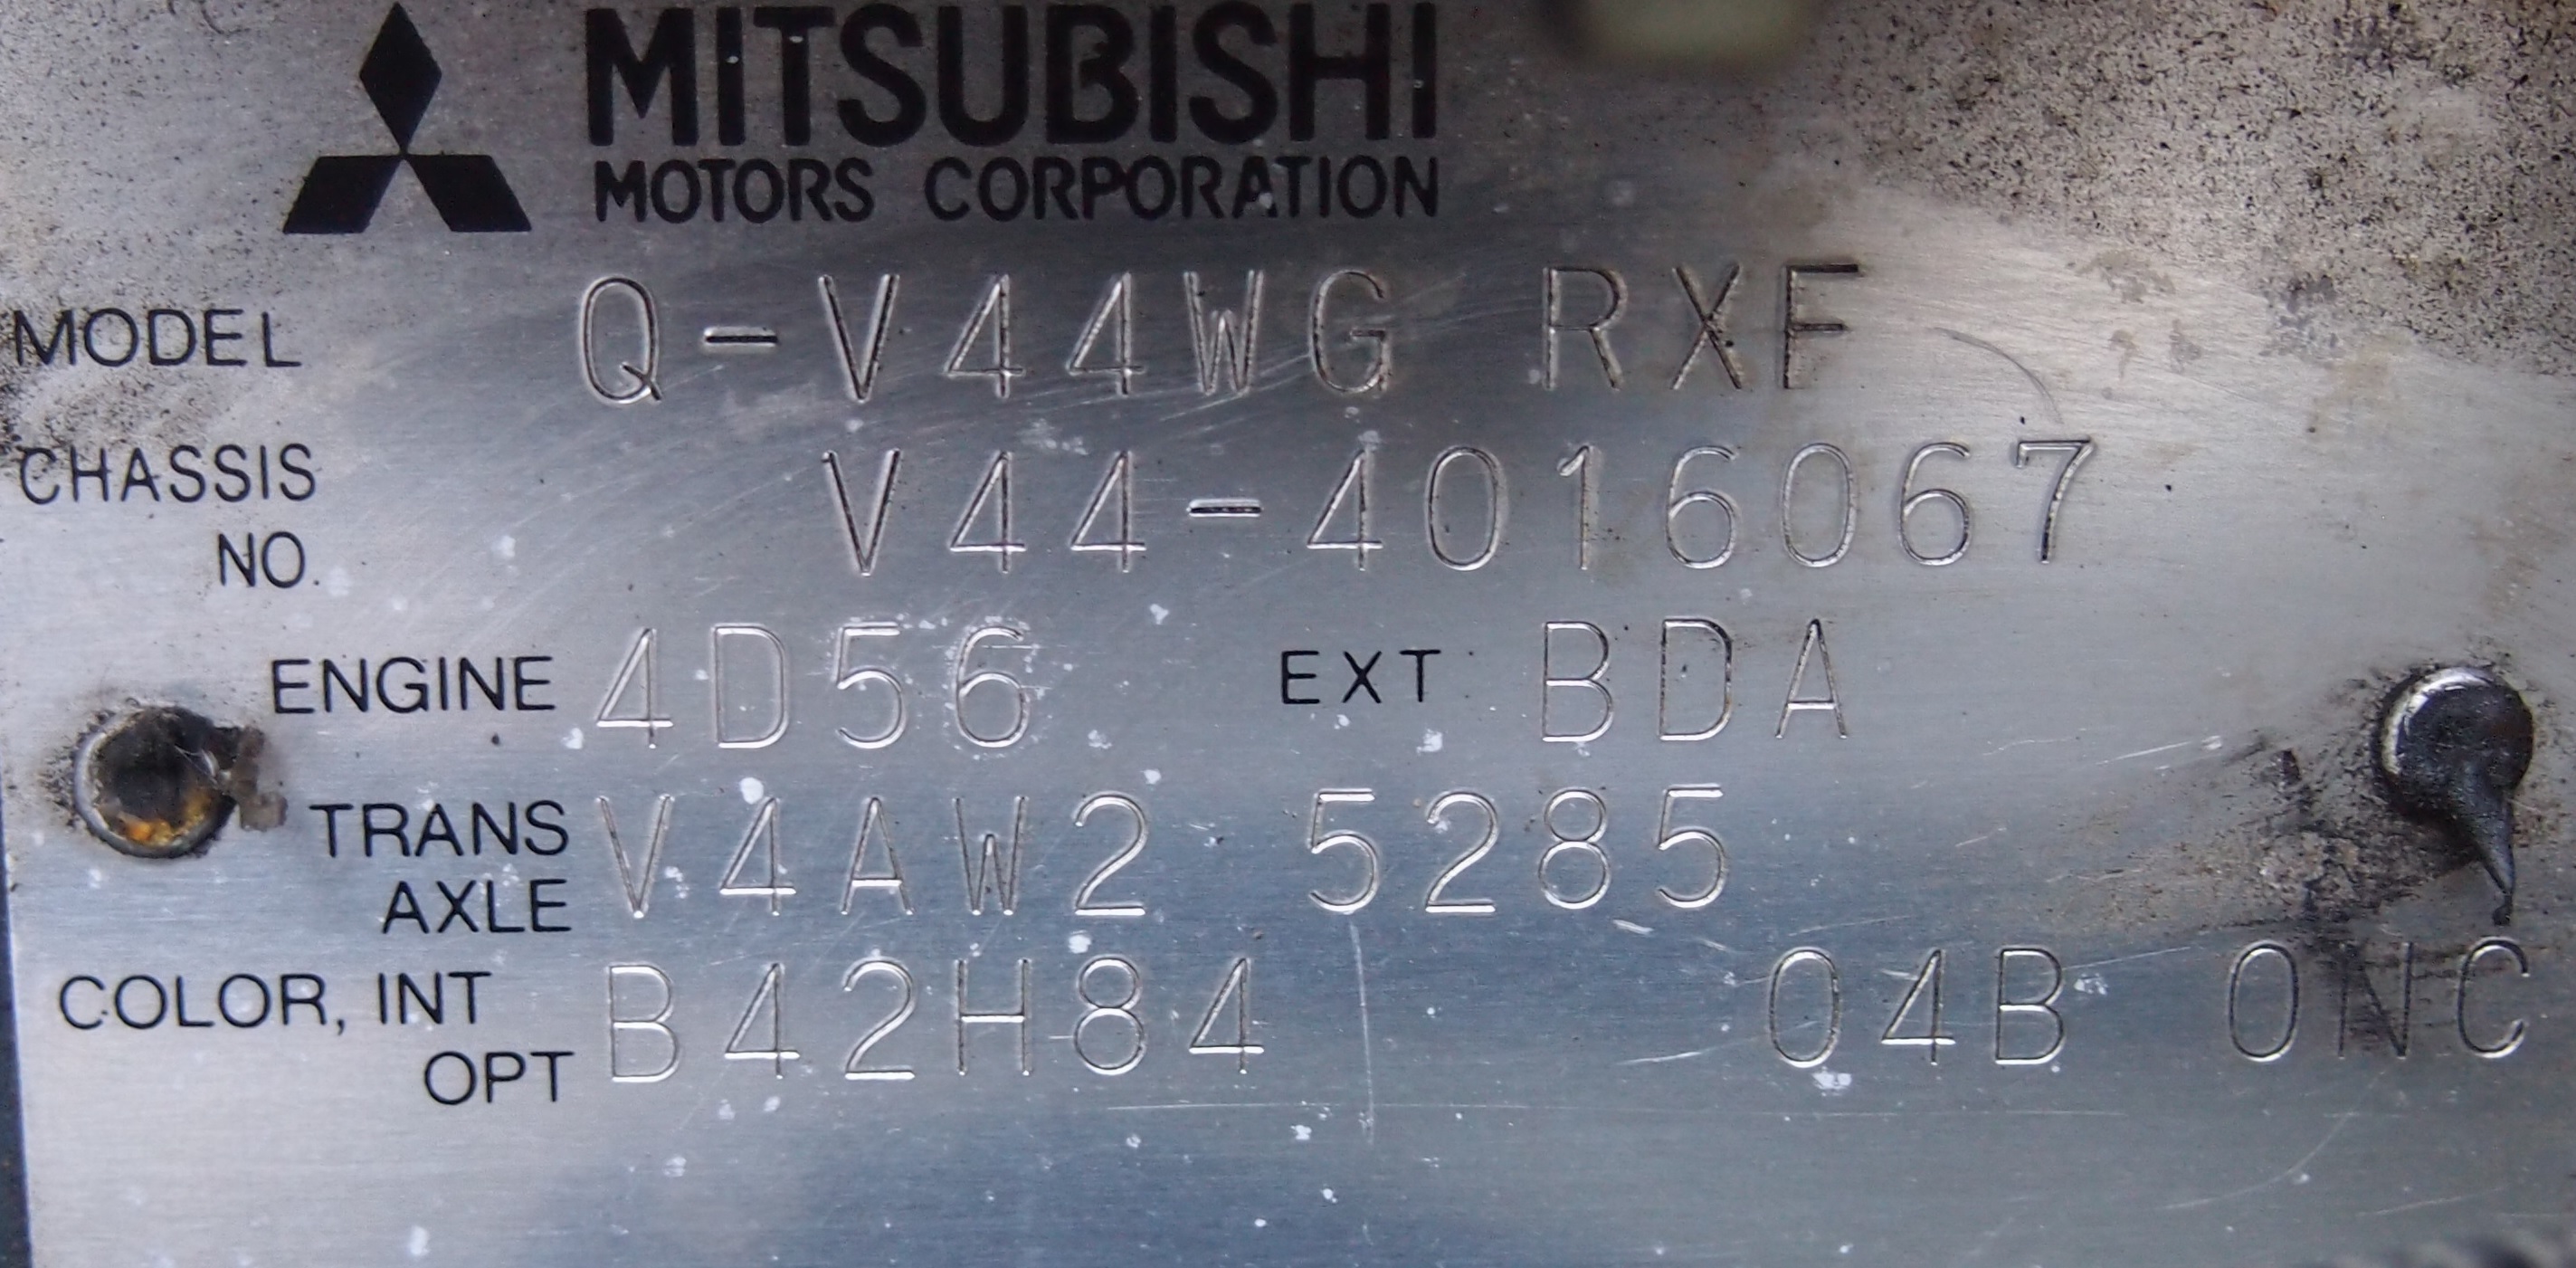 MITSUBISHI
MOTORS CORPORATION
MODEL Q-V44WG RXF
CHASSIS
NO. V44-4016067
ENGINE 4D56 EXT BDA
TRANS
AXLE V4AW2 5285
COLOR, INT
OPT B42H84 04B 0NC